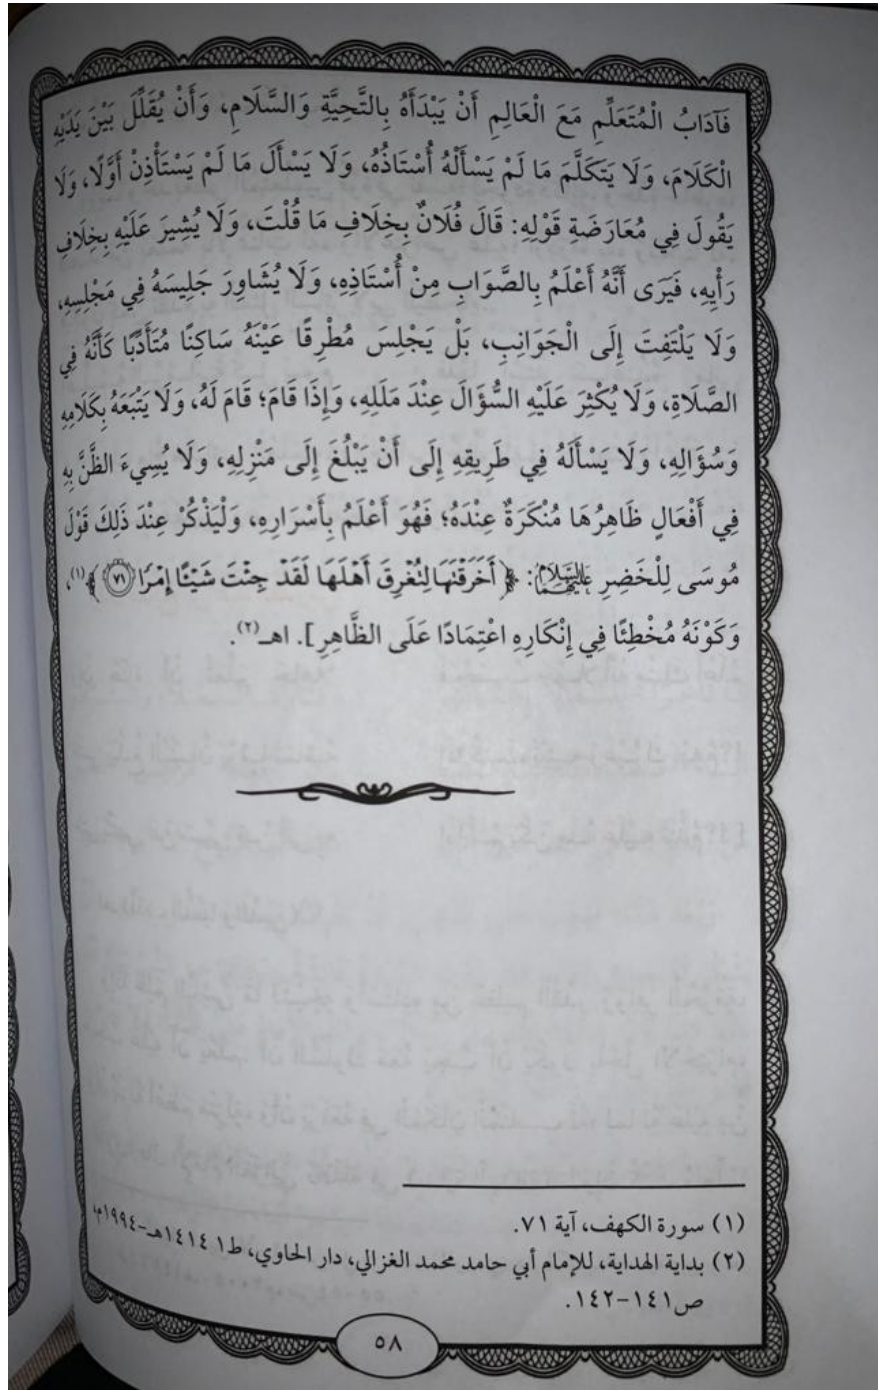 فَآدَابُ الْمُتَعَلِّمِ مَعَ الْعَالِمِ أَنْ يَبْدَأَهُ بِالتَّحِيَّةِ وَالسَّلَامِ، وَأَنْ يُقَلِّلَ بَيْنَ يَدَيْهِ
الْكَلَامَ، وَلَا يَتَكَلَّمَ مَا لَمْ يَسْأَلْهُ أُسْتَاذُهُ، وَلَا يَسْأَلَ مَا لَمْ يَسْتَأْذِنْ أَوَّلًا، وَلَا
يَقُولَ فِي مُعَارَضَةِ قَوْلِهِ: قَالَ فُلَانٌ بِخِلَافِ مَا قُلْتَ، وَلَا يُشِيرَ عَلَيْهِ بِخِلَافِ
رَأْيِهِ، فَيَرَى أَنَّهُ أَعْلَمُ بِالصَّوَابِ مِنْ أُسْتَاذِهِ، وَلَا يُشَاوِرَ جَلِيسَهُ فِي مَجْلِسِهِ،
وَلَا يَلْتَفِتَ إِلَى الْجَوَانِبِ، بَلْ يَجْلِسَ مُطْرِقًا عَيْنَهُ سَاكِنًا مُتَأَدِّبًا كَأَنَّهُ فِي
الصَّلَاةِ، وَلَا يُكْثِرَ عَلَيْهِ السُّؤَالَ عِنْدَ مَلَلِهِ، وَإِذَا قَامَ؛ قَامَ لَهُ، وَلَا يَتْبَعَهُ بِكَلَامِهِ
وَسُؤَالِهِ، وَلَا يَسْأَلَهُ فِي طَرِيقِهِ إِلَى أَنْ يَبْلُغَ إِلَى مَنْزِلِهِ، وَلَا يُسِيءَ الظَّنَّ بِهِ
فِي أَفْعَالٍ ظَاهِرُهَا مُنْكَرَةٌ عِنْدَهُ؛ فَهُوَ أَعْلَمُ بِأَسْرَارِهِ، وَلْيَذْكُرْ عِنْدَ ذَلِكَ قَوْلَ
مُوسَى لِلْخَضِرِ عَلَيْهِمَا السَّلَامُ: ﴿أَخَرَقْتَهَا لِتُغْرِقَ أَهْلَهَا لَقَدْ جِئْتَ شَيْئًا إِمْرًا ٧١﴾(١)،
وَكَوْنَهُ مُخْطِئًا فِي إِنْكَارِهِ اعْتِمَادًا عَلَى الظَّاهِرِ]. اهـ(٢).
(١) سورة الكهف، آية ٧١.
(٢) بداية الهداية، للإمام أبي حامد محمد الغزالي، دار الحاوي، ط١ ١٤١٤هـ-١٩٩٤م،
ص١٤١-١٤٢.
٥٨